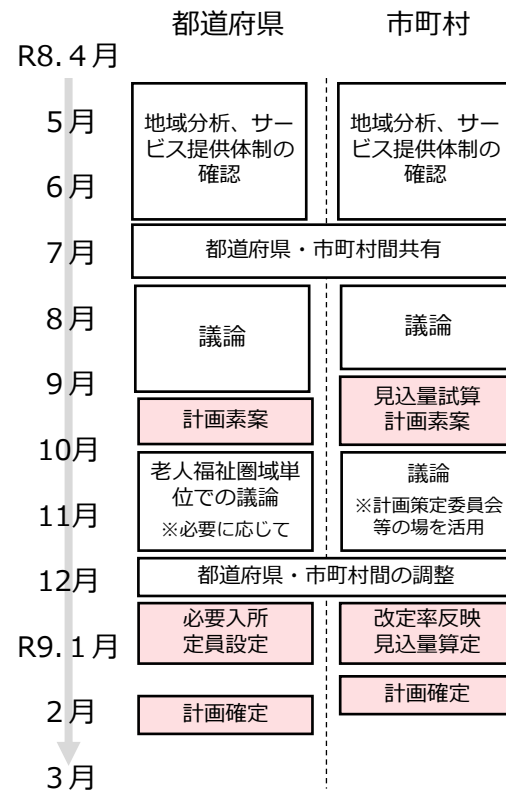 都道府県
市町村
R8.４月
5月
地域分析、サー
ビス提供体制の
確認
地域分析、サー
ビス提供体制の
確認
6月
7月
都道府県・市町村間共有
8月
議論
議論
9月
計画素案
見込量試算
計画素案
10月
老人福祉圏域単
位での議論
※必要に応じて
議論
※計画策定委員会
等の場を活用
11月
12月
都道府県・市町村間の調整
必要入所
定員設定
改定率反映
見込量算定
R9.１月
計画確定
2月
計画確定
3月